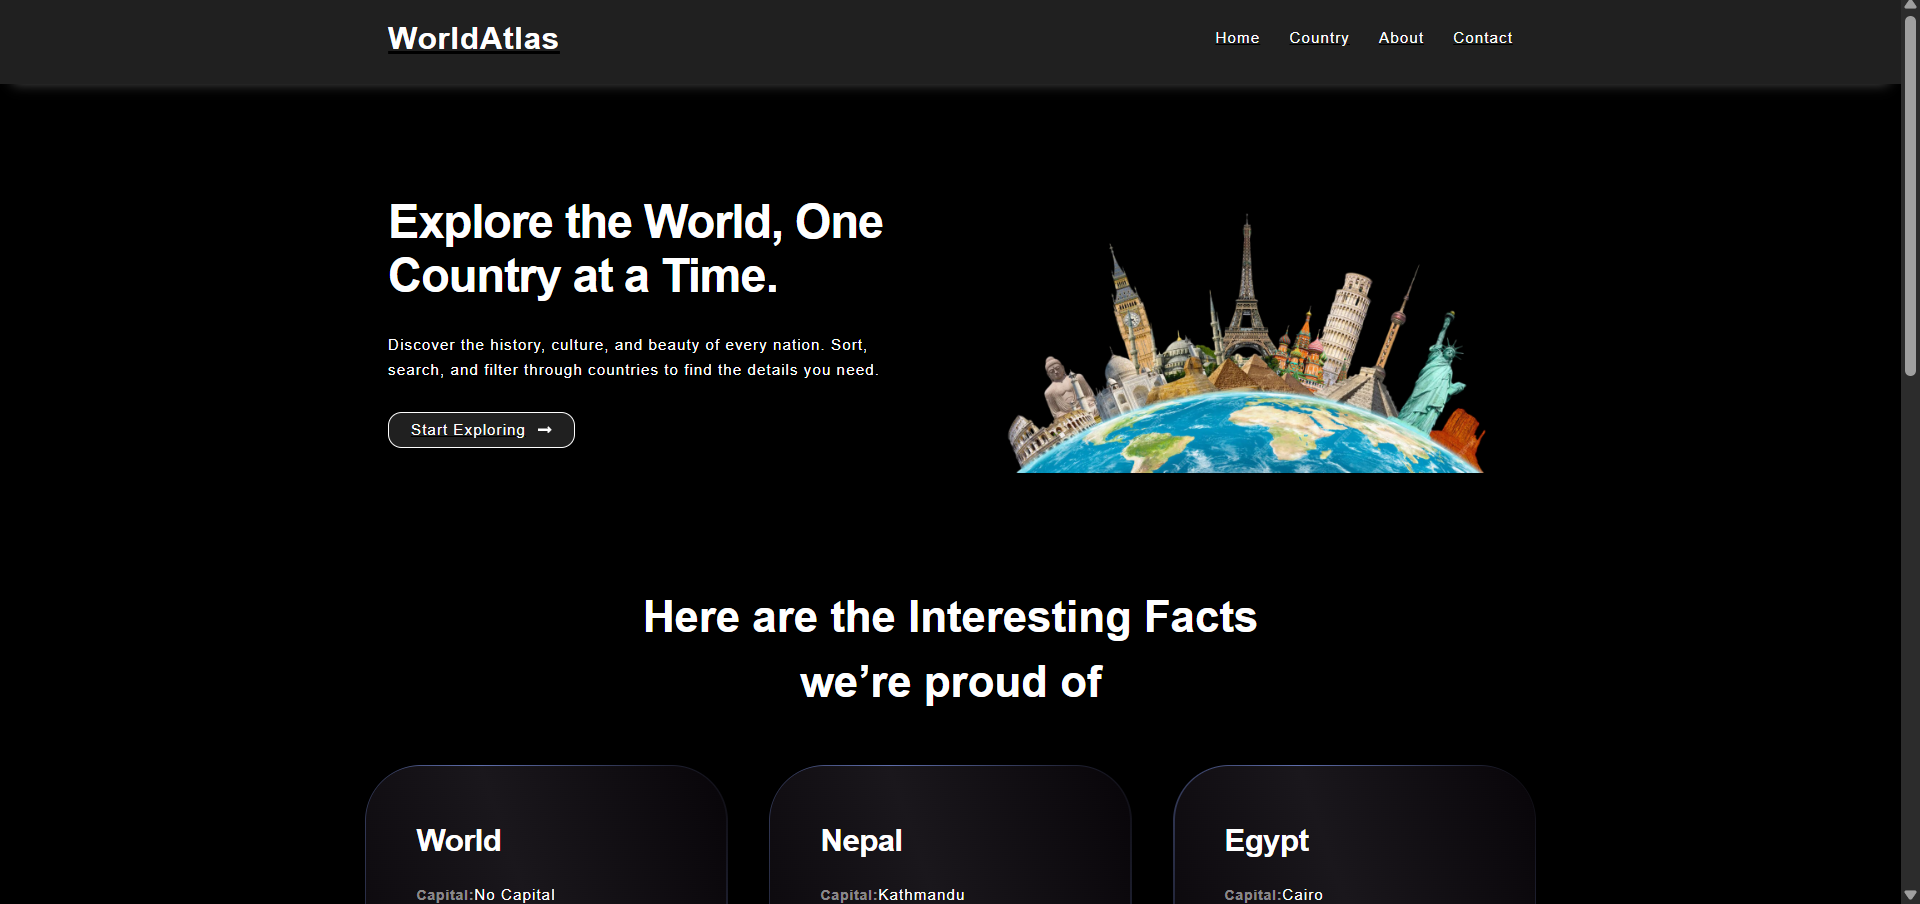 WorldAtlas
Home Country About Contact
Explore the World, One
Country at a Time.
Discover the history, culture, and beauty of every nation. Sort,
search, and filter through countries to find the details you need.
Start Exploring
Here are the Interesting Facts
we’re proud of
World
Capital:No Capital
Nepal
Capital:Kathmandu
Egypt
Capital:Cairo